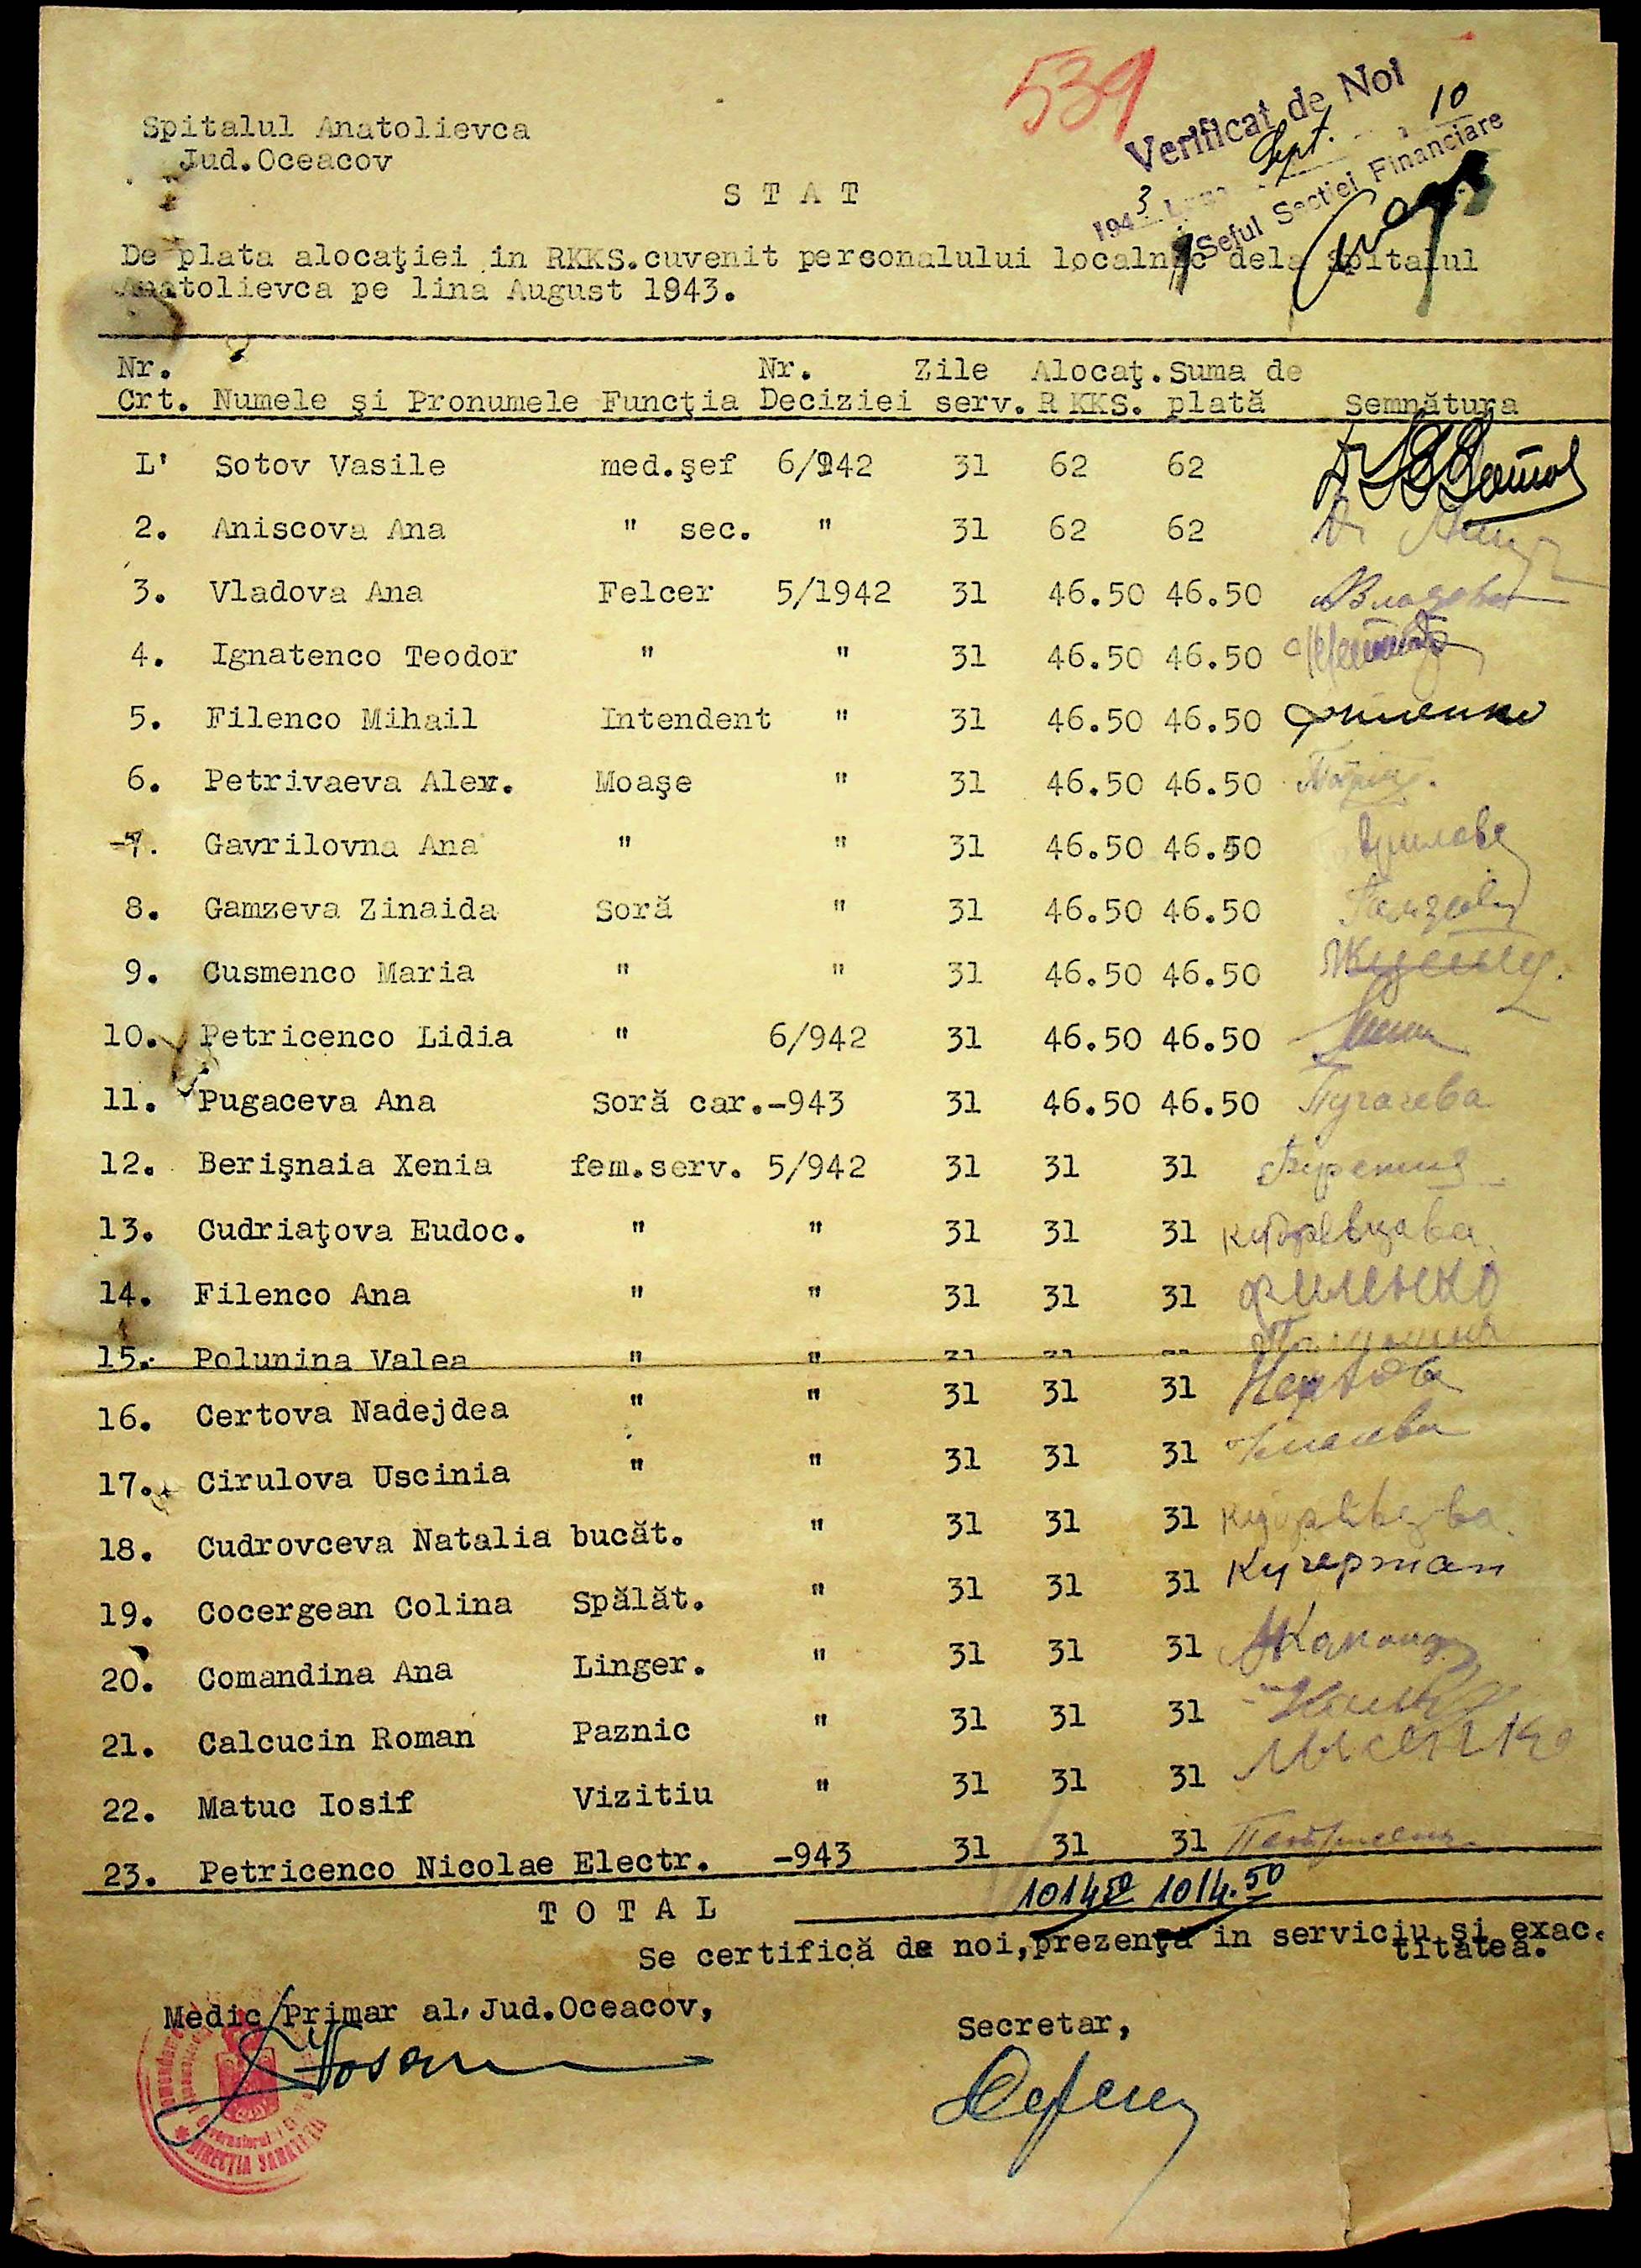 539
Verificat de Noi
1943 Luna Sept. 10
Șeful Secției Financiare
Spitalul Anatolievca
Jud.Oceacov
S T A T
De plata alocaţiei in RKKS.cuvenit personalului localnic dela Spitalul
Anatolievca pe lina August 1943.
Nr. Nr. Zile Alocaţ. Suma de
Crt. Numele şi Pronumele Funcţia Deciziei serv. R KKS. plată Semnătura
L' Sotov Vasile med.şef 6/942 31 62 62
2. Aniscova Ana " sec. " 31 62 62
3. Vladova Ana Felcer 5/1942 31 46.50 46.50 Владова
4. Ignatenco Teodor " " 31 46.50 46.50
5. Filenco Mihail Intendent " 31 46.50 46.50 Филенко
6. Petrivaeva Alex. Moaşe " 31 46.50 46.50
7. Gavrilovna Ana " " 31 46.50 46.50
8. Gamzeva Zinaida Soră " 31 46.50 46.50
9. Cusmenco Maria " " 31 46.50 46.50
10. Petricenco Lidia " 6/942 31 46.50 46.50
11. Pugaceva Ana Soră car. -943 31 46.50 46.50 Пугачева
12. Berişnaia Xenia fem.serv. 5/942 31 31 31
13. Cudriaţova Eudoc. " " 31 31 31
14. Filenco Ana " " 31 31 31 Филенко
15. Polunina Valea " " 31 31
16. Certova Nadejdea " " 31 31 31
17. Cirulova Uscinia " " 31 31 31
18. Cudrovceva Natalia bucăt. " 31 31 31
19. Cocergean Colina Spălăt. " 31 31 31
20. Comandina Ana Linger. " 31 31 31
21. Calcucin Roman Paznic " 31 31 31
22. Matuc Iosif Vizitiu " 31 31 31
23. Petricenco Nicolae Electr. -943 31 31 31
T O T A L 1014.50 1014.50
Se certifică de noi,prezenţa in serviciu şi exac.
titatea.
Medic Primar al Jud.Oceacov,
Secretar,
DIRECŢIA SANATATII